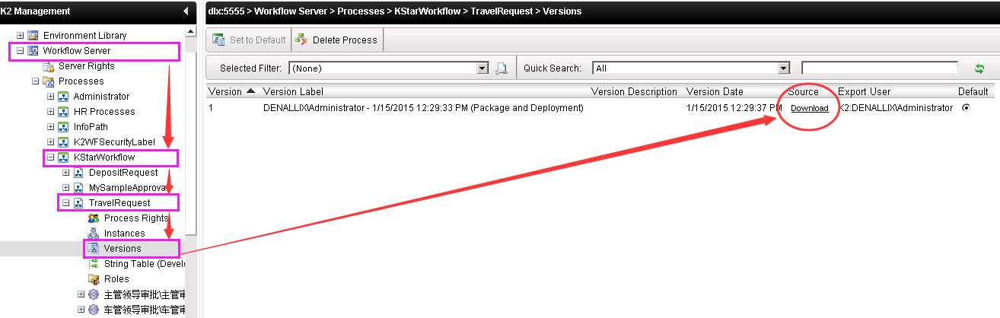 K2 Management
Environment Library
Workflow Server
Server Rights
Processes
Administrator
HR Processes
InfoPath
K2WFSecurityLabel
KStarWorkflow
DepositRequest
MySampleApprova
TravelRequest
Process Rights
Instances
Versions
String Table (Develo
Roles
主管领导审批\主管审
车管领导审批\车管审
dlx:5555 > Workflow Server > Processes > KStarWorkflow > TravelRequest > Versions
Set to Default Delete Process
Selected Filter: (None) Quick Search: All
Version Version Label Version Description Version Date Source Export User Default
1 DENALLIX\Administrator - 1/15/2015 12:29:33 PM (Package and Deployment) 1/15/2015 12:29:37 PM Download K2:DENALLIX\Administrator